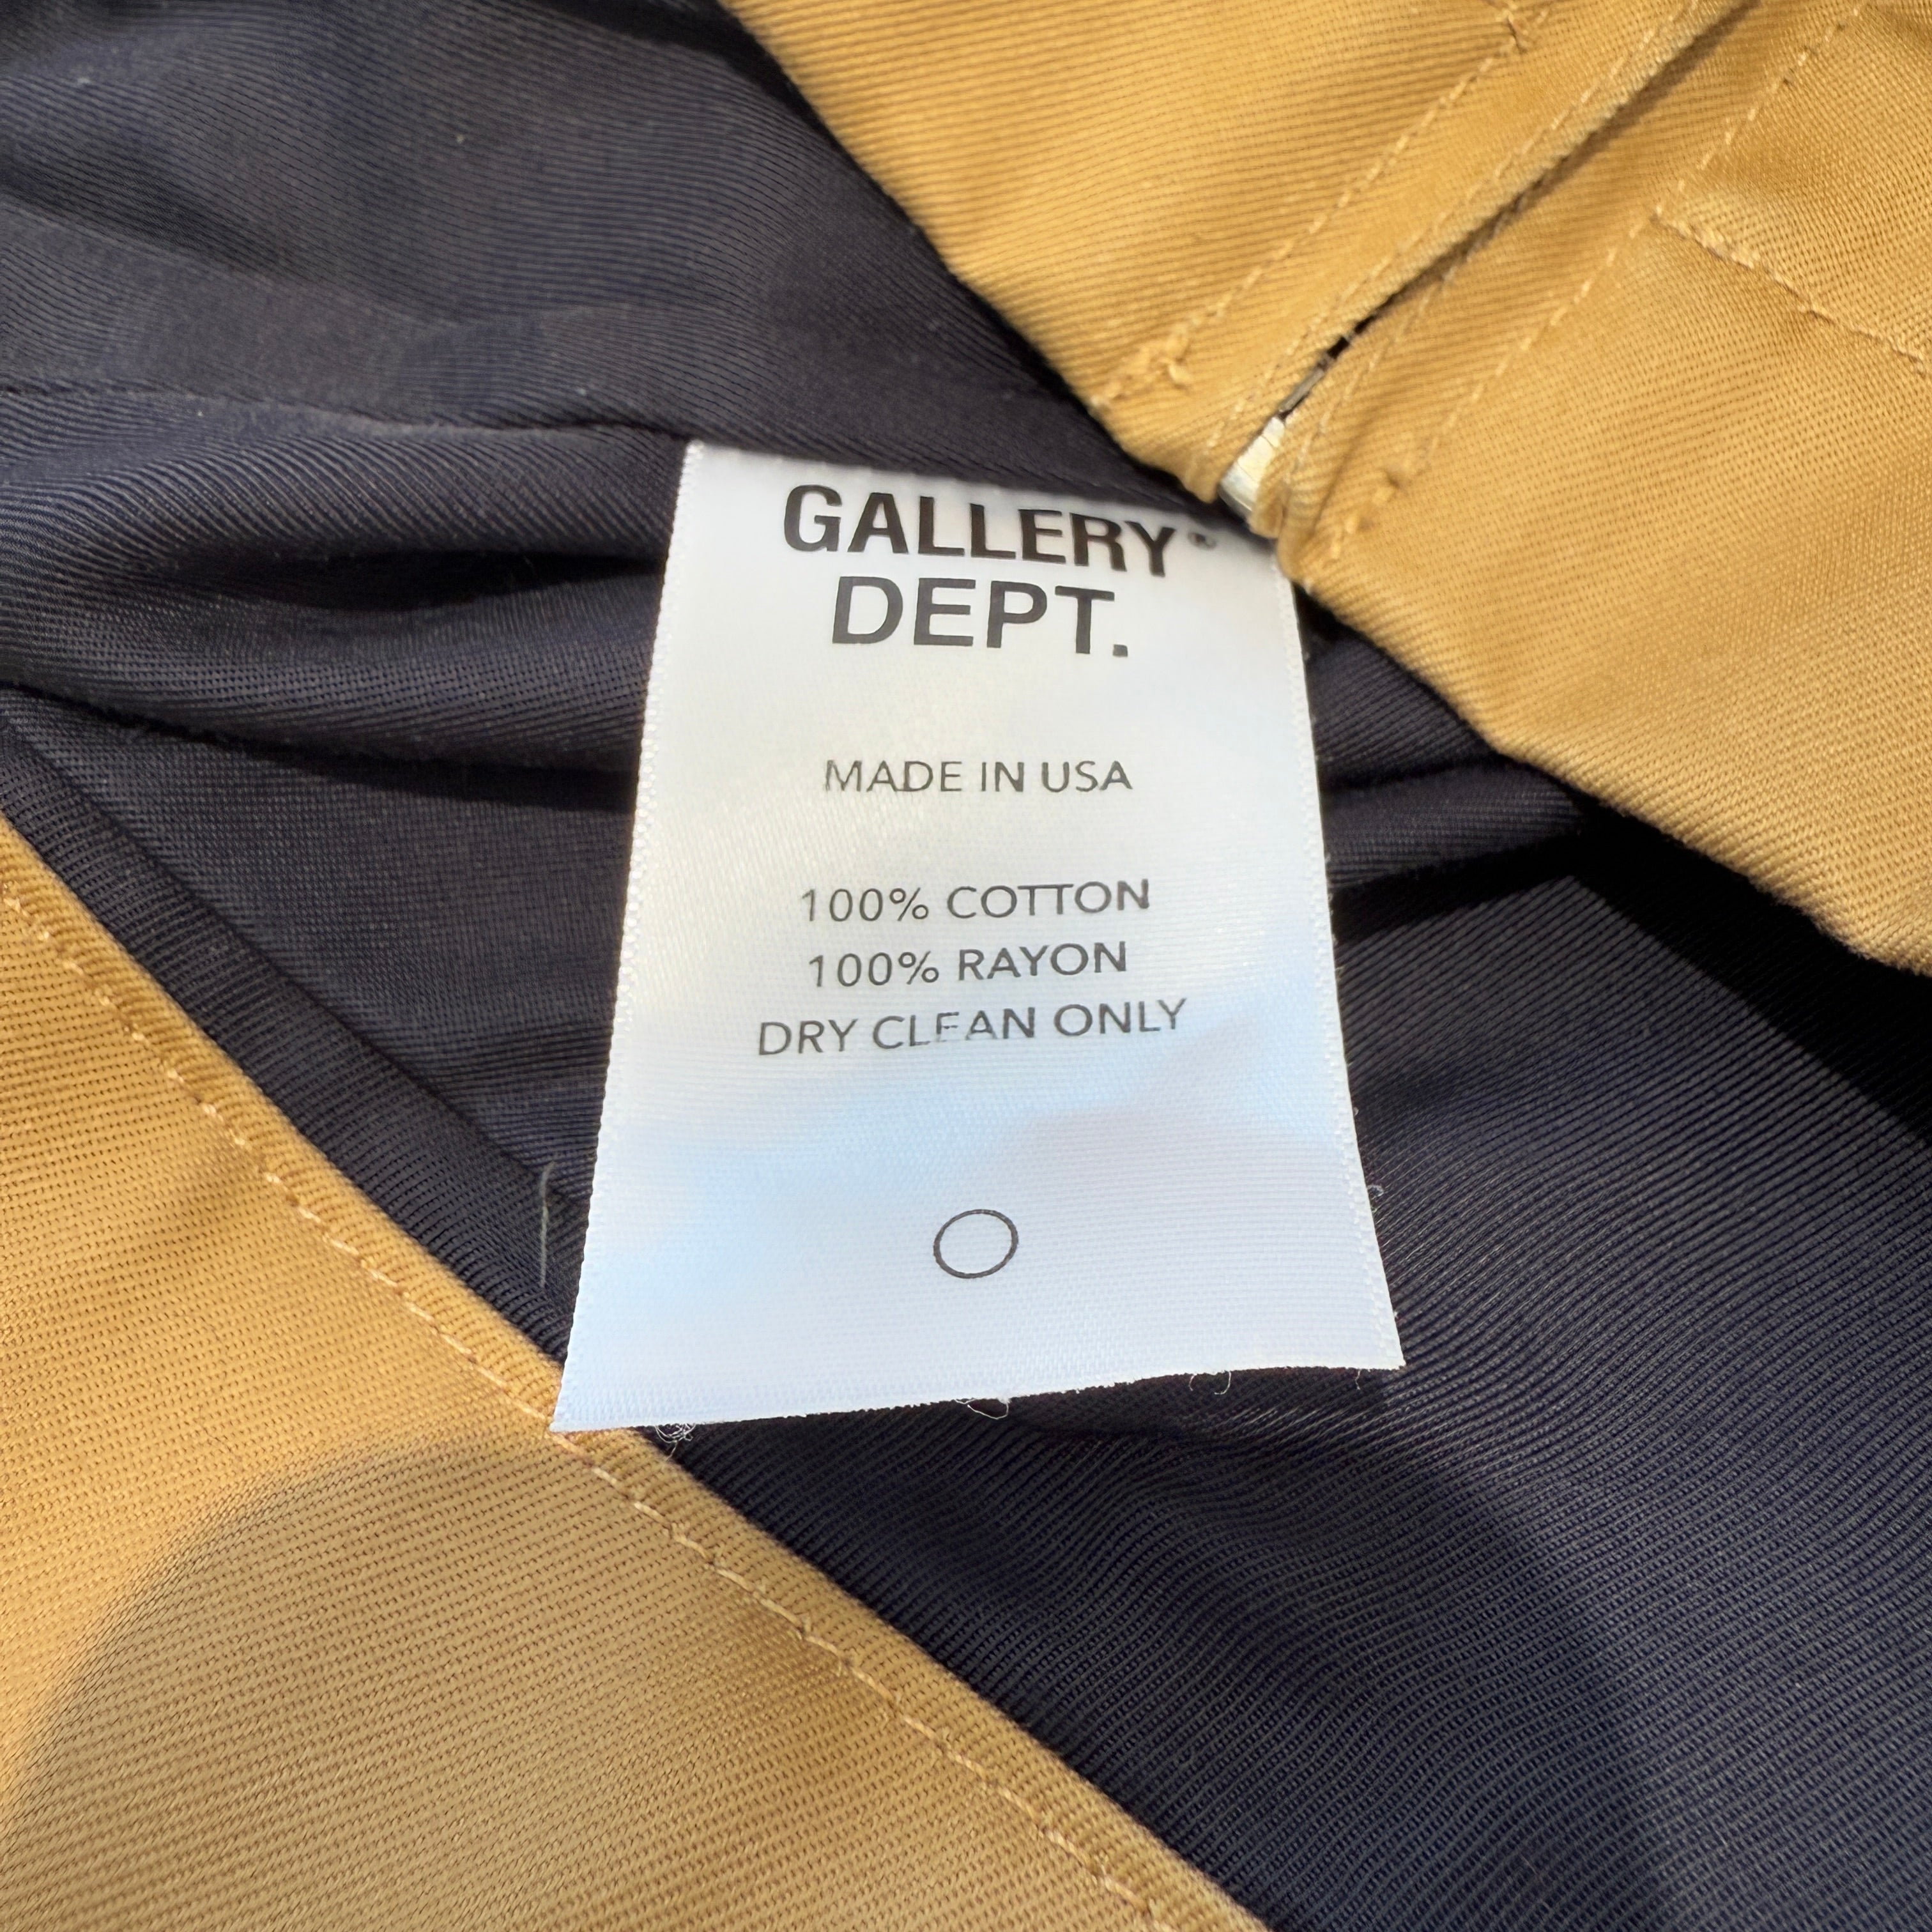 GALLERY®
DEPT.
MADE IN USA
100% COTTON
100% RAYON
DRY CLEAN ONLY